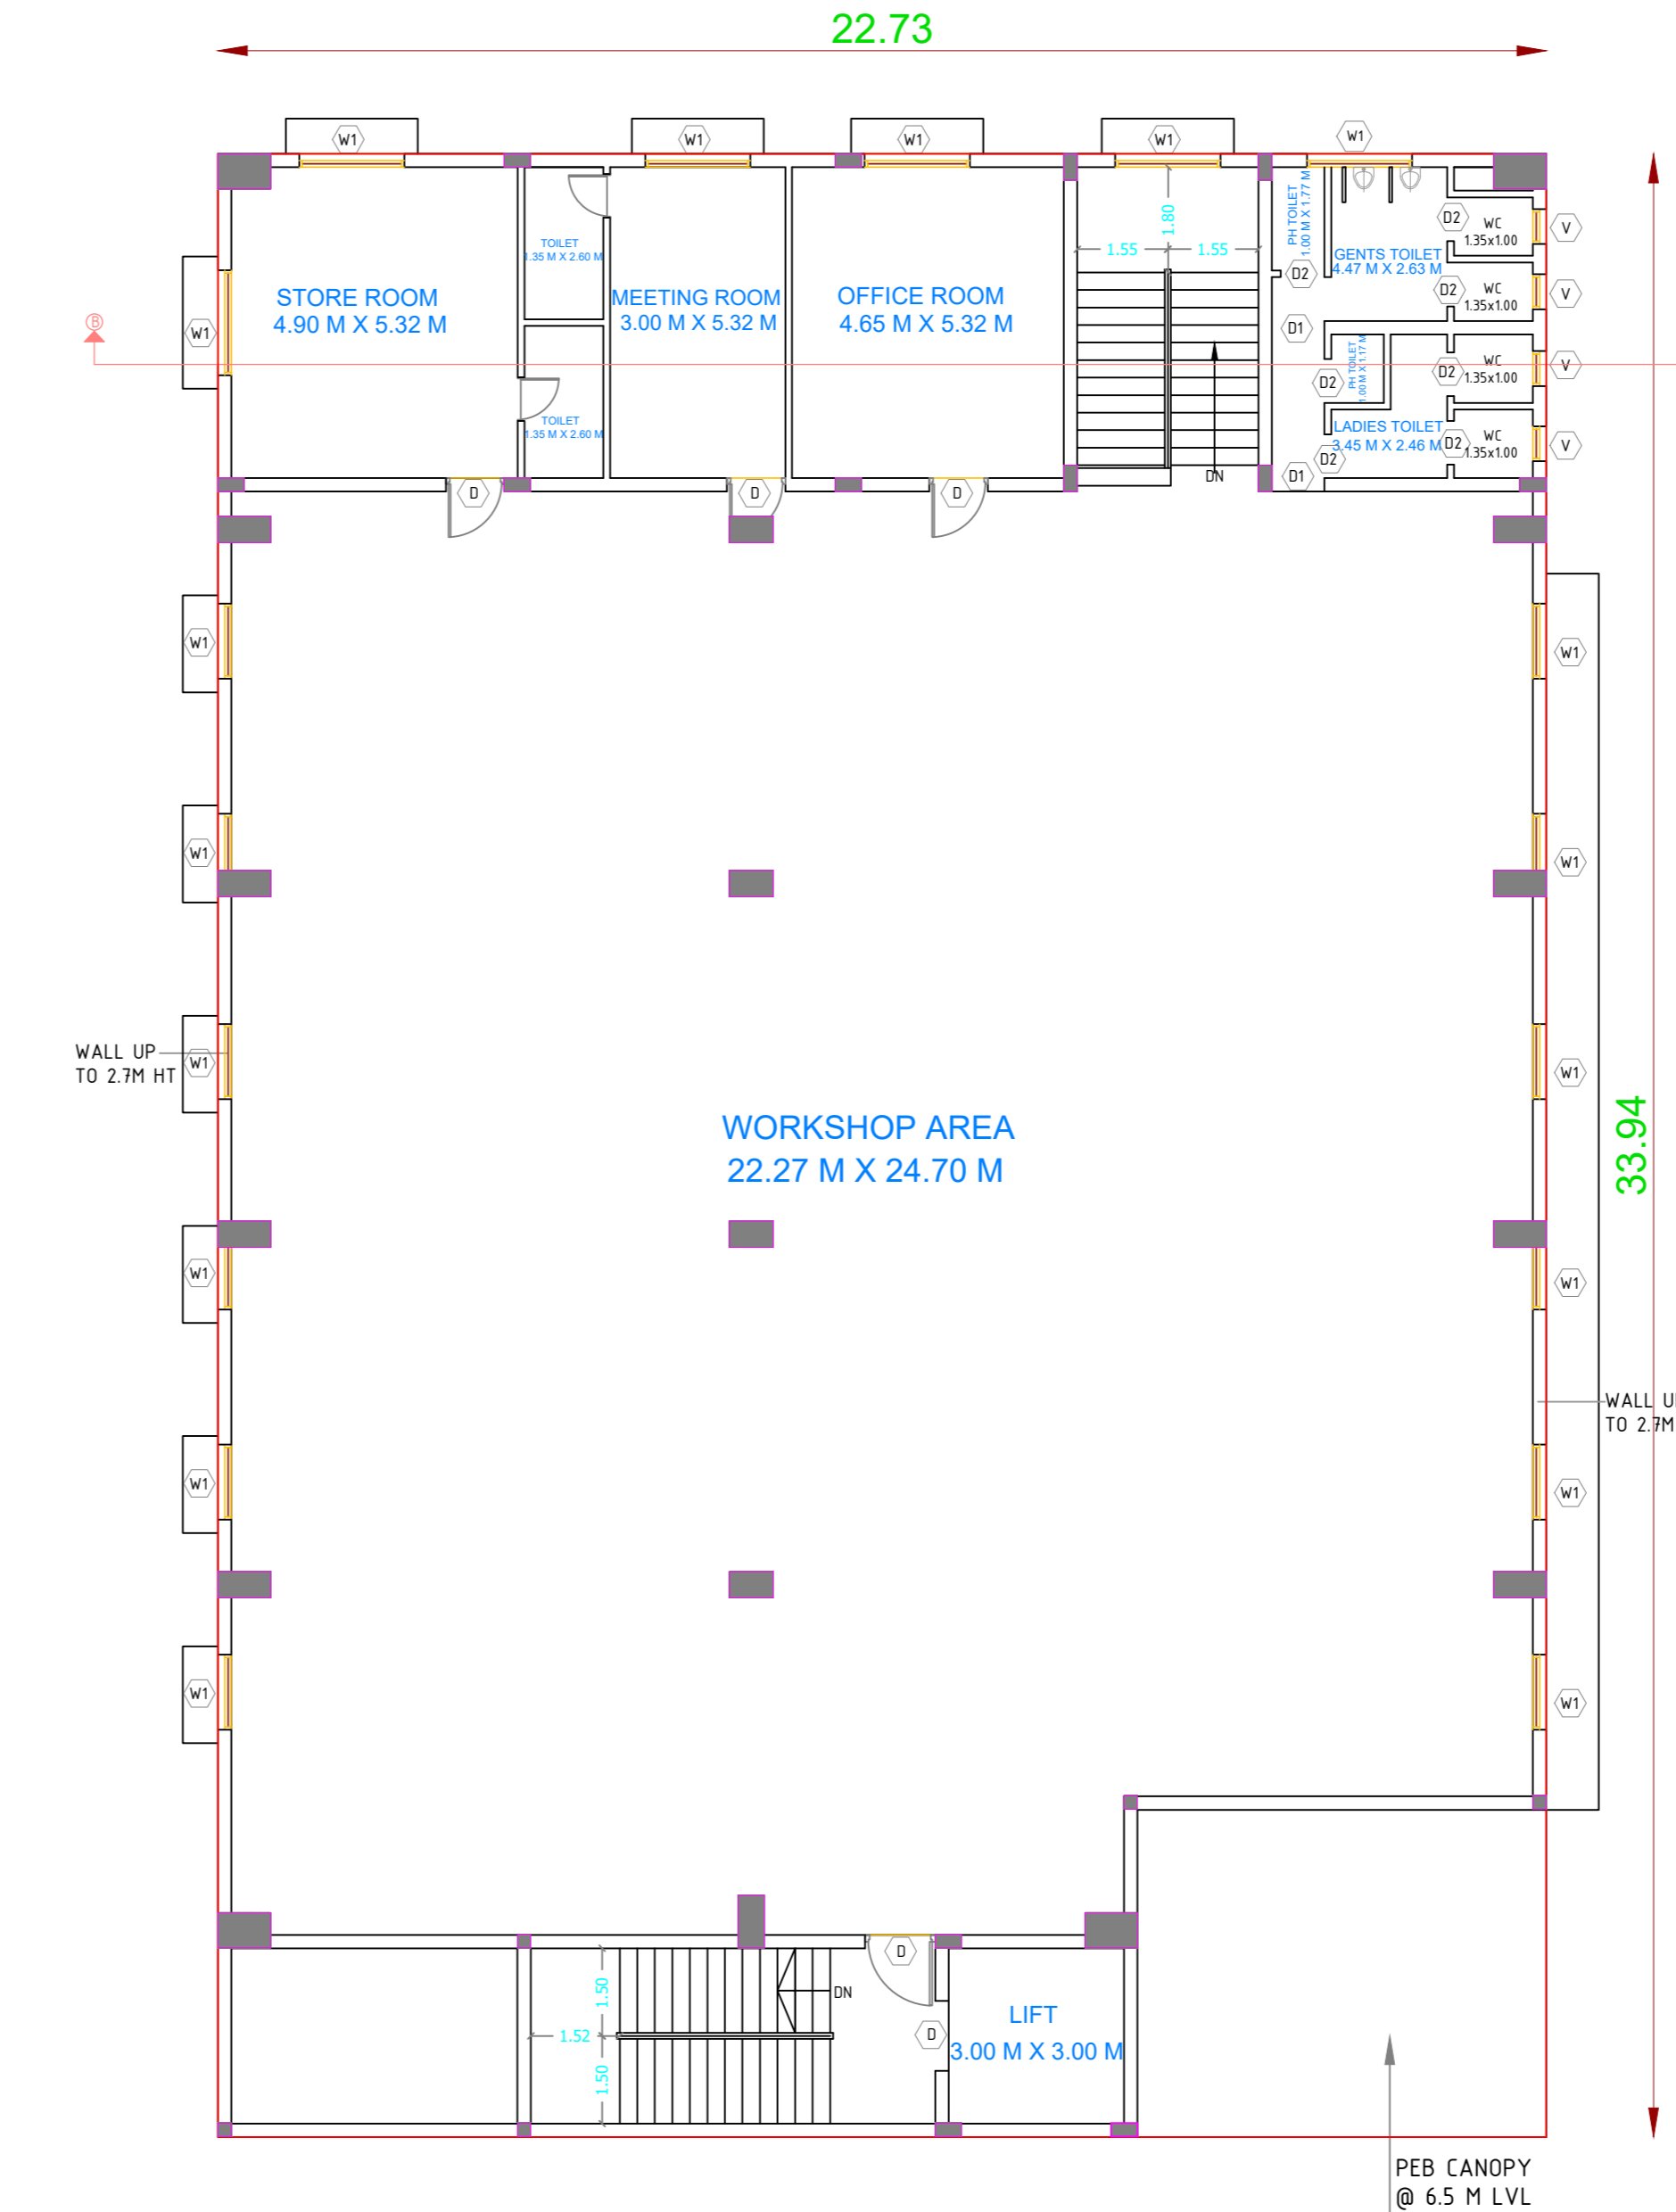 22.73
W1
W1
W1
W1
W1
1.80
1.55
1.55
PH TOILET
1.00 M X 1.77 M
D2
WC
1.35x1.00
V
TOILET
1.35 M X 2.60 M
GENTS TOILET
4.47 M X 2.63 M
D2
STORE ROOM
4.90 M X 5.32 M
MEETING ROOM
3.00 M X 5.32 M
OFFICE ROOM
4.65 M X 5.32 M
D2
WC
1.35x1.00
V
B
W1
D1
PH TOILET
1.00 M X 1.17 M
D2
D2
WC
1.35x1.00
V
TOILET
1.35 M X 2.60 M
LADIES TOILET
3.45 M X 2.46 M
D2
WC
1.35x1.00
V
D2
D1
DN
D
D
D
W1
W1
W1
W1
WALL UP
TO 2.7M HT
W1
W1
WORKSHOP AREA
22.27 M X 24.70 M
33.94
W1
W1
WALL
TO 2.7M
W1
W1
W1
W1
D
1.50
DN
LIFT
3.00 M X 3.00 M
1.52
D
1.50
PEB CANOPY
@ 6.5 M LVL